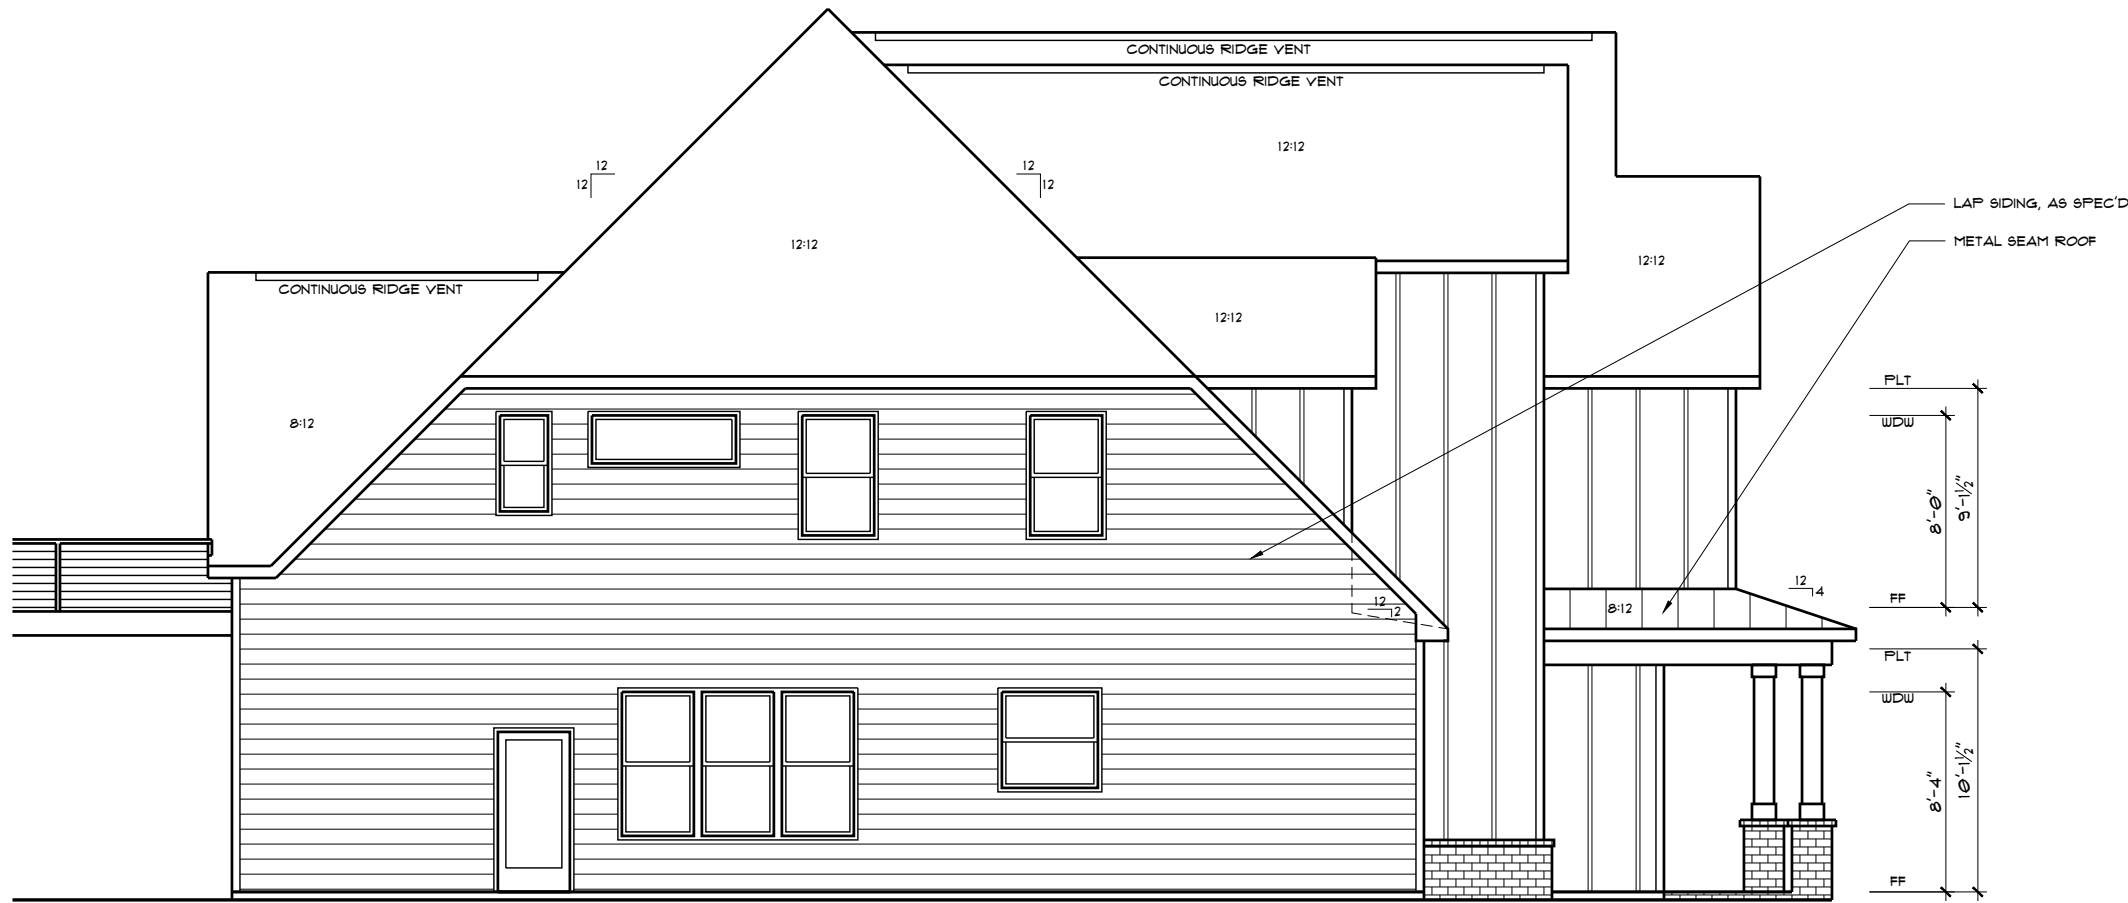 CONTINUOUS RIDGE VENT
CONTINUOUS RIDGE VENT
12:12
12
12
12
12
LAP SIDING, AS SPEC'D
METAL SEAM ROOF
12:12
12:12
CONTINUOUS RIDGE VENT
12:12
8:12
PLT
WDW
8'-0"
9'-1½"
12
4
FF
8:12
12
2
PLT
WDW
8'-4"
10'-1½"
FF